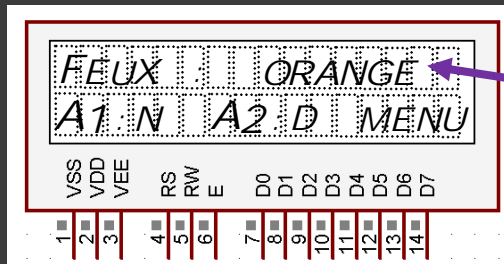 FEUX : ORANGE
A1:N A2:D MENU
VSS VDD VEE RS RW E D0 D1 D2 D3 D4 D5 D6 D7
1 2 3 4 5 6 7 8 9 10 11 12 13 14